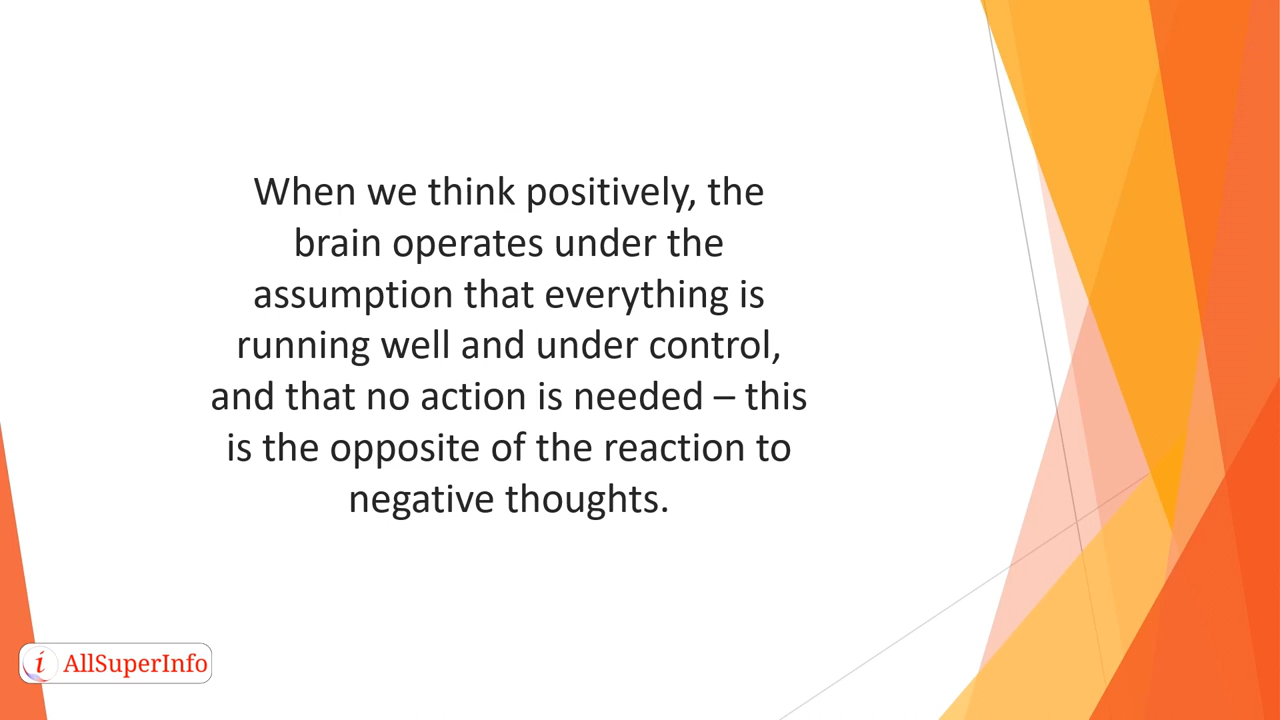 When we think positively, the
brain operates under the
assumption that everything is
running well and under control,
and that no action is needed – this
is the opposite of the reaction to
negative thoughts.
i AllSuperInfo